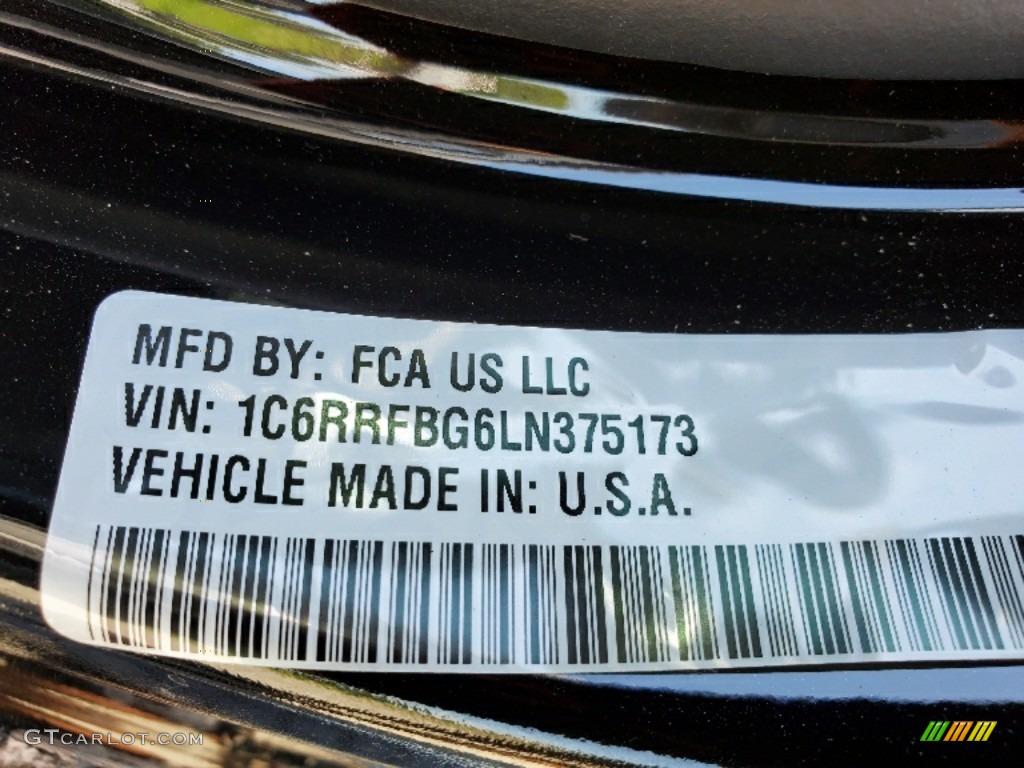 MFD BY: FCA US LLC
VIN: 1C6RRFBG6LN375173
VEHICLE MADE IN: U.S.A.
GTCARLOT.COM